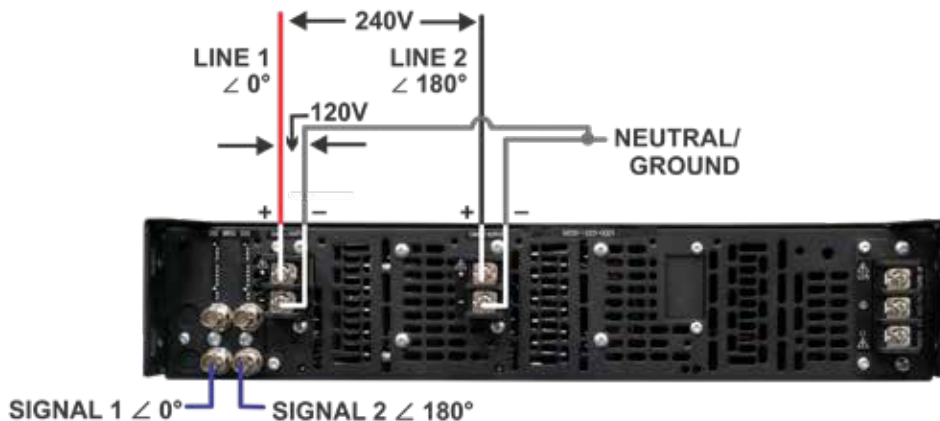 240V
LINE 1
∠ 0°
LINE 2
∠ 180°
120V
NEUTRAL/
GROUND
+
−
+
−
SIGNAL 1 ∠ 0°
SIGNAL 2 ∠ 180°